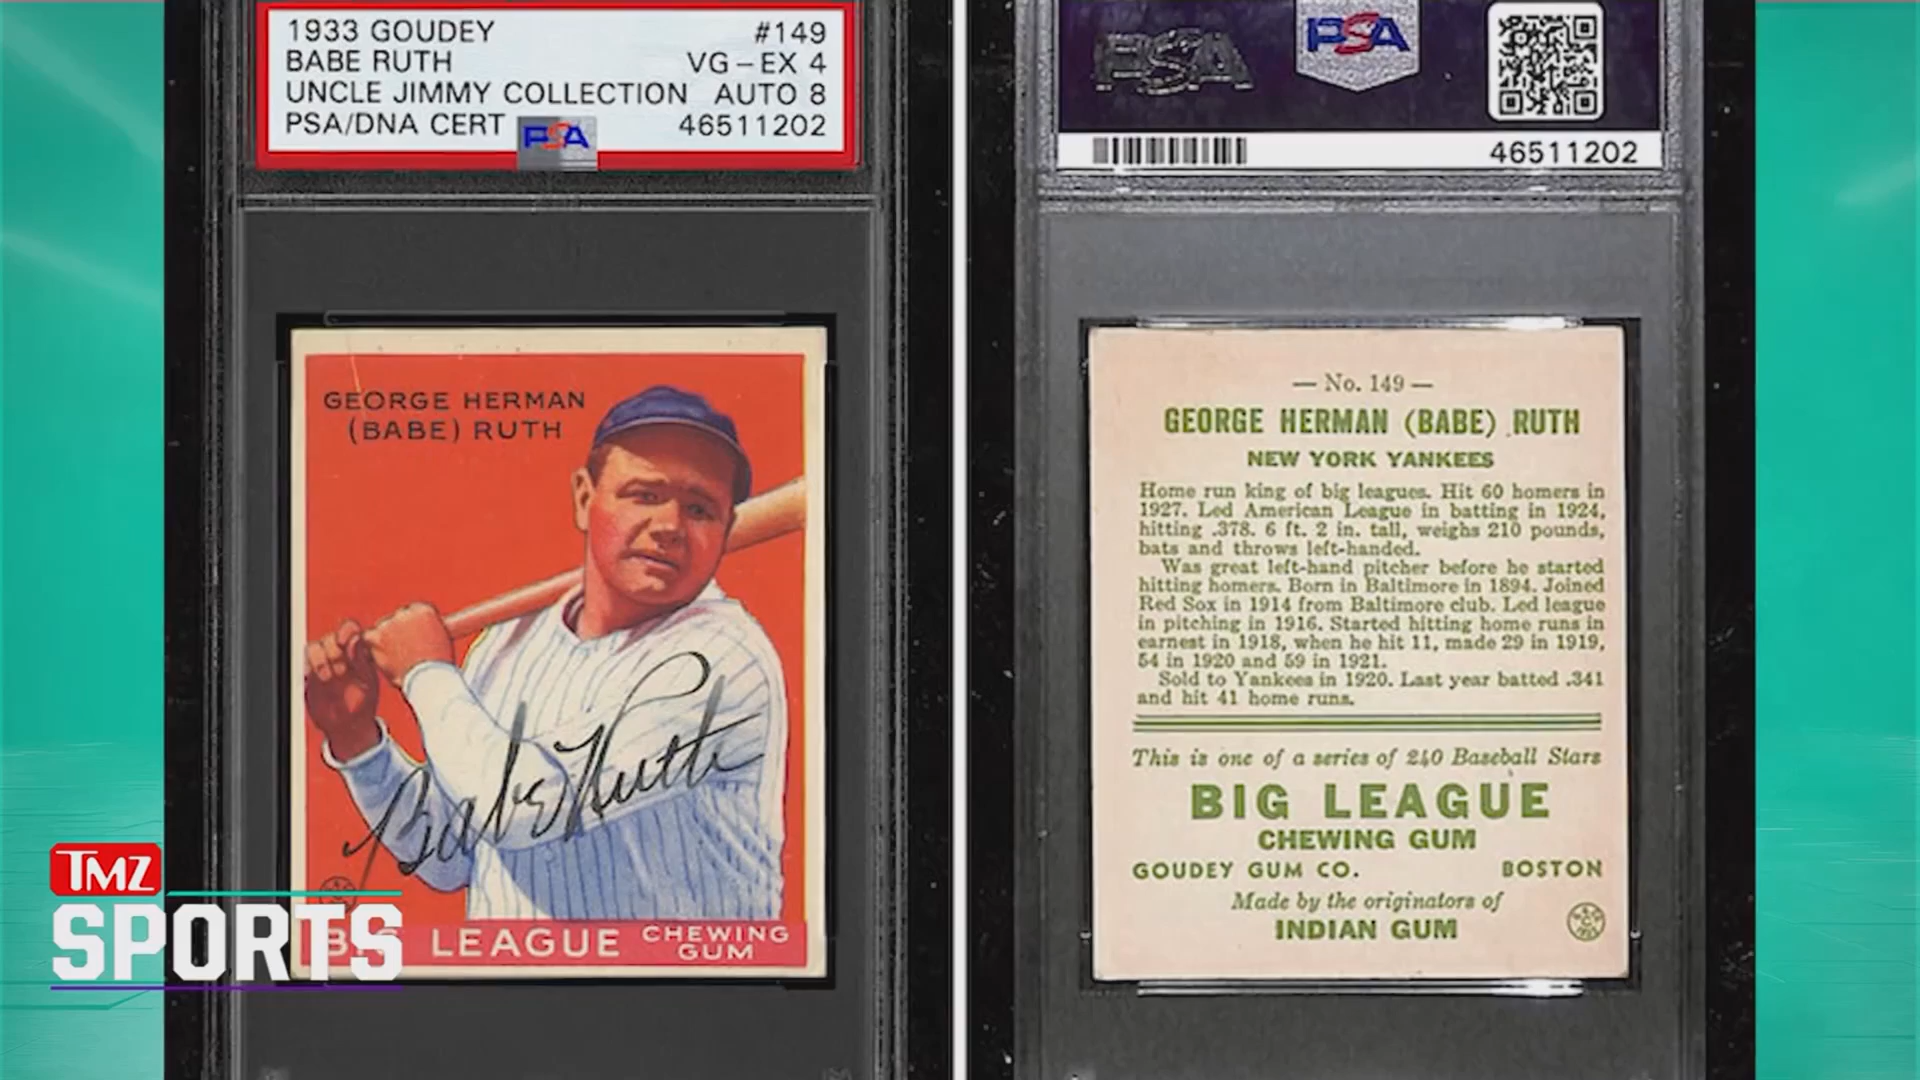 1933 GOUDEY #149
BABE RUTH VG-EX 4
UNCLE JIMMY COLLECTION AUTO 8
PSA/DNA CERT PSA 46511202
PSA PSA
46511202
GEORGE HERMAN
(BABE) RUTH
Babe Ruth
BIG LEAGUE CHEWING GUM
— No. 149 —
GEORGE HERMAN (BABE) RUTH
NEW YORK YANKEES
Home run king of big leagues. Hit 60 homers in
1927. Led American League in batting in 1924,
hitting .378. 6 ft. 2 in. tall, weighs 210 pounds,
bats and throws left-handed.
Was great left-hand pitcher before he started
hitting homers. Born in Baltimore in 1894. Joined
Red Sox in 1914 from Baltimore club. Led league
in pitching in 1916. Started hitting home runs in
earnest in 1918, when he hit 11, made 29 in 1919,
54 in 1920 and 59 in 1921.
Sold to Yankees in 1920. Last year batted .341
and hit 41 home runs.
This is one of a series of 240 Baseball Stars
BIG LEAGUE
CHEWING GUM
GOUDEY GUM CO. BOSTON
Made by the originators of
INDIAN GUM
TMZ
SPORTS